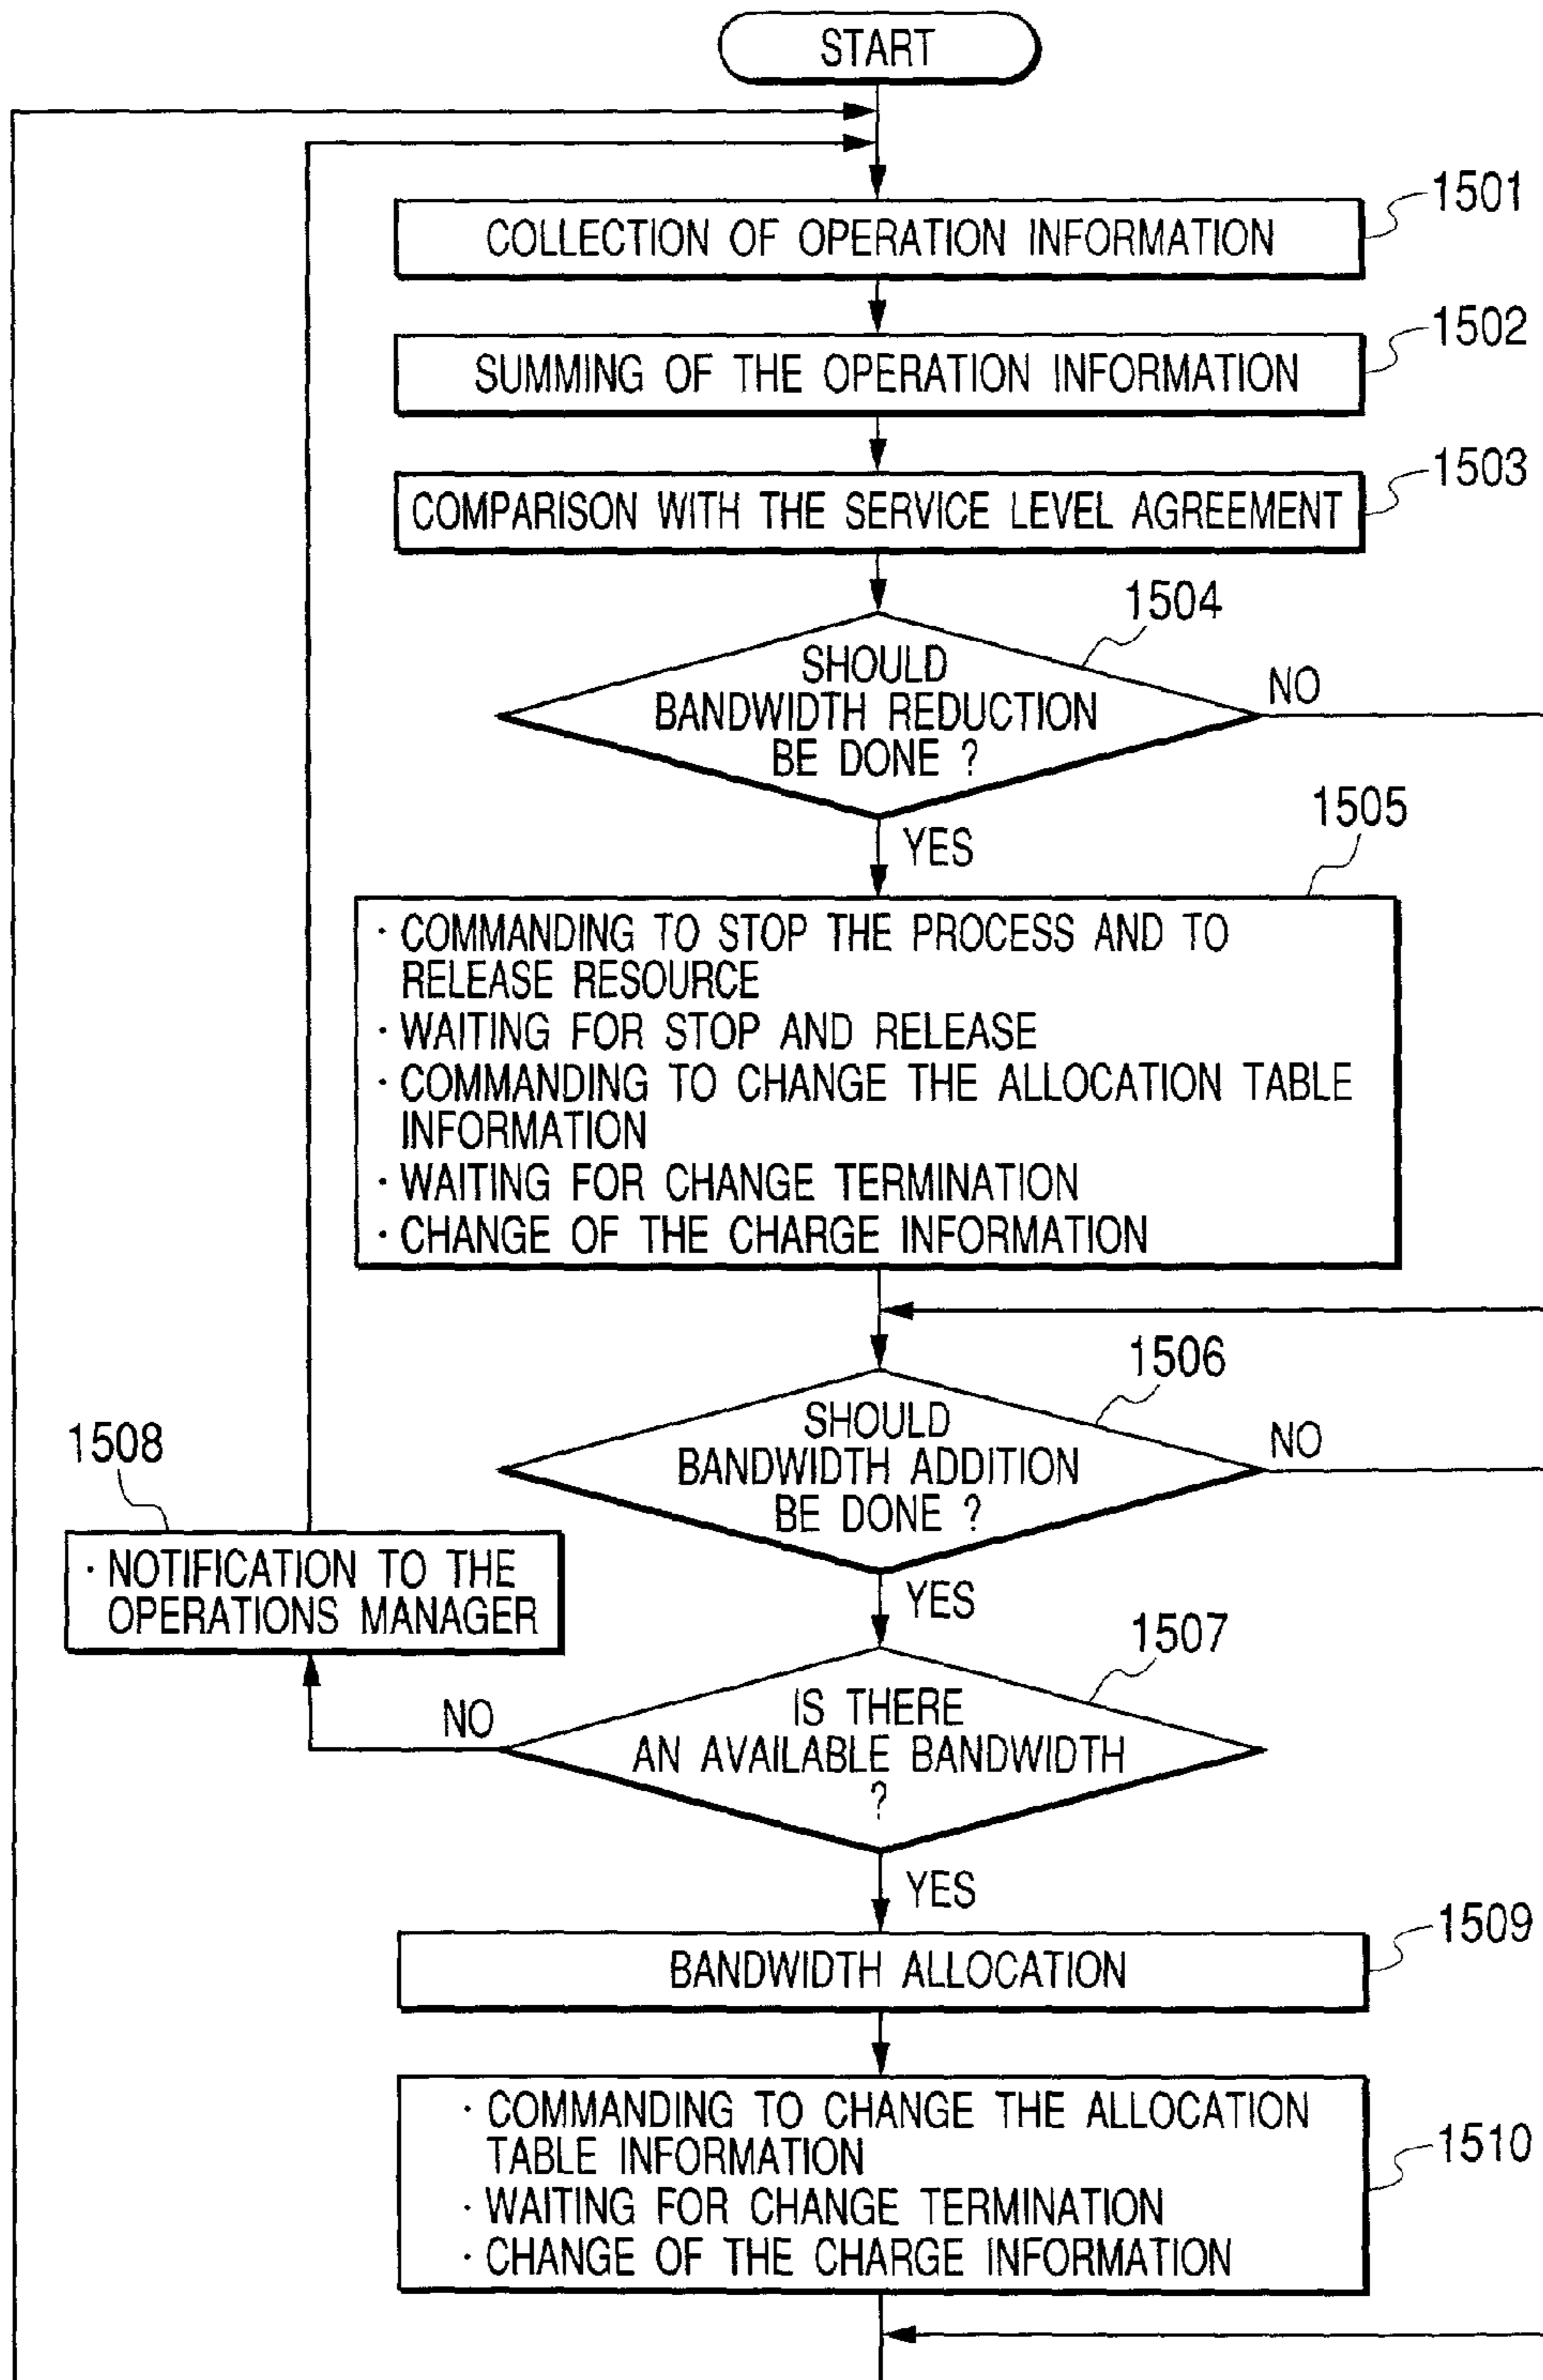 START
1501
COLLECTION OF OPERATION INFORMATION
1502
SUMMING OF THE OPERATION INFORMATION
1503
COMPARISON WITH THE SERVICE LEVEL AGREEMENT
1504
SHOULD
BANDWIDTH REDUCTION
BE DONE ?
NO
YES
1505
· COMMANDING TO STOP THE PROCESS AND TO
RELEASE RESOURCE
· WAITING FOR STOP AND RELEASE
· COMMANDING TO CHANGE THE ALLOCATION TABLE
INFORMATION
· WAITING FOR CHANGE TERMINATION
· CHANGE OF THE CHARGE INFORMATION
1506
SHOULD
BANDWIDTH ADDITION
BE DONE ?
NO
YES
1508
· NOTIFICATION TO THE
OPERATIONS MANAGER
1507
IS THERE
AN AVAILABLE BANDWIDTH
?
NO
YES
1509
BANDWIDTH ALLOCATION
1510
· COMMANDING TO CHANGE THE ALLOCATION
TABLE INFORMATION
· WAITING FOR CHANGE TERMINATION
· CHANGE OF THE CHARGE INFORMATION